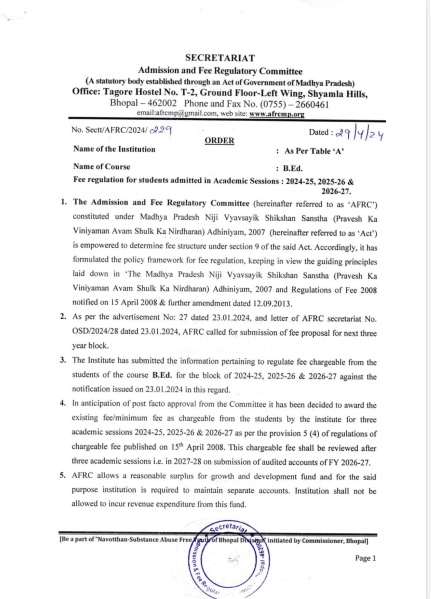 SECRETARIAT
Admission and Fee Regulatory Committee
(A statutory body established through an Act of Government of Madhya Pradesh)
Office: Tagore Hostel No. T-2, Ground Floor-Left Wing, Shyamla Hills,
Bhopal – 462002 Phone and Fax No. (0755) – 2660461
email:afrcmp@gmail.com, web site: www.afrcmp.org
No. Sectt/AFRC/2024/ 229 Dated : 29/4/24
ORDER
Name of the Institution : As Per Table 'A'
Name of Course : B.Ed.
Fee regulation for students admitted in Academic Sessions : 2024-25, 2025-26 &
2026-27.
1. The Admission and Fee Regulatory Committee (hereinafter referred to as 'AFRC')
constituted under Madhya Pradesh Niji Vyavsayik Shikshan Sanstha (Pravesh Ka
Viniyaman Avam Shulk Ka Nirdharan) Adhiniyam, 2007 (hereinafter referred to as 'Act')
is empowered to determine fee structure under section 9 of the said Act. Accordingly, it has
formulated the policy framework for fee regulation, keeping in view the guiding principles
laid down in 'The Madhya Pradesh Niji Vyavsayik Shikshan Sanstha (Pravesh Ka
Viniyaman Avam Shulk Ka Nirdharan) Adhiniyam, 2007 and Regulations of Fee 2008
notified on 15 April 2008 & further amendment dated 12.09.2013.
2. As per the advertisement No: 27 dated 23.01.2024, and letter of AFRC secretariat No.
OSD/2024/28 dated 23.01.2024, AFRC called for submission of fee proposal for next three
year block.
3. The Institute has submitted the information pertaining to regulate fee chargeable from the
students of the course B.Ed. for the block of 2024-25, 2025-26 & 2026-27 against the
notification issued on 23.01.2024 in this regard.
4. In anticipation of post facto approval from the Committee it has been decided to award the
existing fee/minimum fee as chargeable from the students by the institute for three
academic sessions 2024-25, 2025-26 & 2026-27 as per the provision 5 (4) of regulations of
chargeable fee published on 15th April 2008. This chargeable fee shall be reviewed after
three academic sessions i.e. in 2027-28 on submission of audited accounts of FY 2026-27.
5. AFRC allows a reasonable surplus for growth and development fund and for the said
purpose institution is required to maintain separate accounts. Institution shall not be
allowed to incur revenue expenditure from this fund.
[Be a part of "Navotthan-Substance Abuse Free Youth of Bhopal Division" initiated by Commissioner, Bhopal]
Secretariat
Page 1